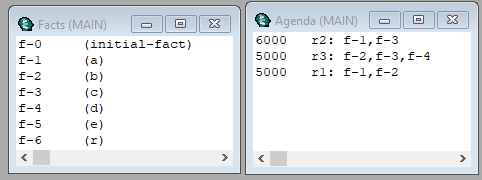 Facts (MAIN)
f-0 (initial-fact)
f-1 (a)
f-2 (b)
f-3 (c)
f-4 (d)
f-5 (e)
f-6 (r)
Agenda (MAIN)
6000 r2: f-1,f-3
5000 r3: f-2,f-3,f-4
5000 r1: f-1,f-2